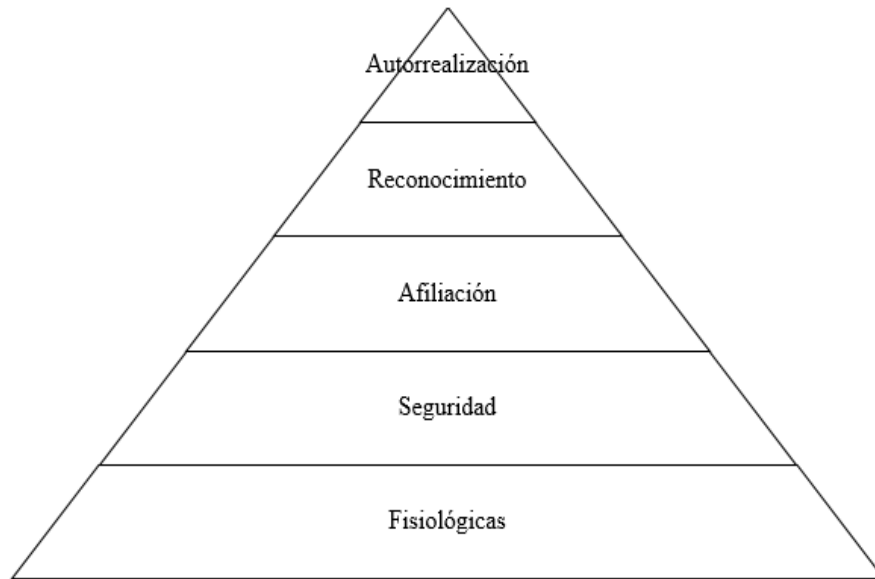 Autorrealización
Reconocimiento
Afiliación
Seguridad
Fisiológicas